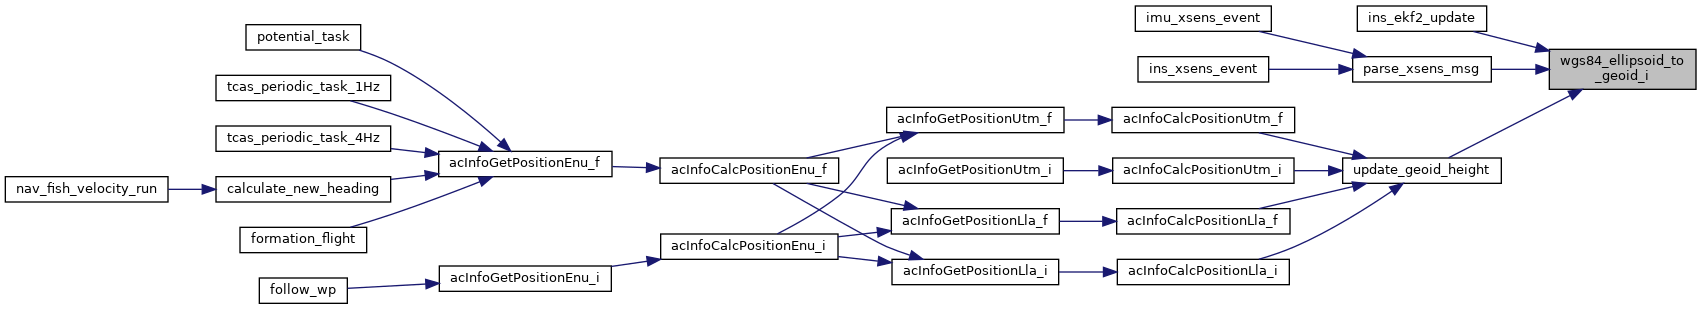 imu_xsens_event
ins_ekf2_update
potential_task
wgs84_ellipsoid_to
_geoid_i
ins_xsens_event
parse_xsens_msg
tcas_periodic_task_1Hz
acInfoGetPositionUtm_f
acInfoCalcPositionUtm_f
tcas_periodic_task_4Hz
acInfoGetPositionEnu_f
acInfoCalcPositionEnu_f
acInfoGetPositionUtm_i
acInfoCalcPositionUtm_i
update_geoid_height
nav_fish_velocity_run
calculate_new_heading
acInfoGetPositionLla_f
acInfoCalcPositionLla_f
formation_flight
acInfoCalcPositionEnu_i
acInfoGetPositionLla_i
acInfoCalcPositionLla_i
acInfoGetPositionEnu_i
follow_wp